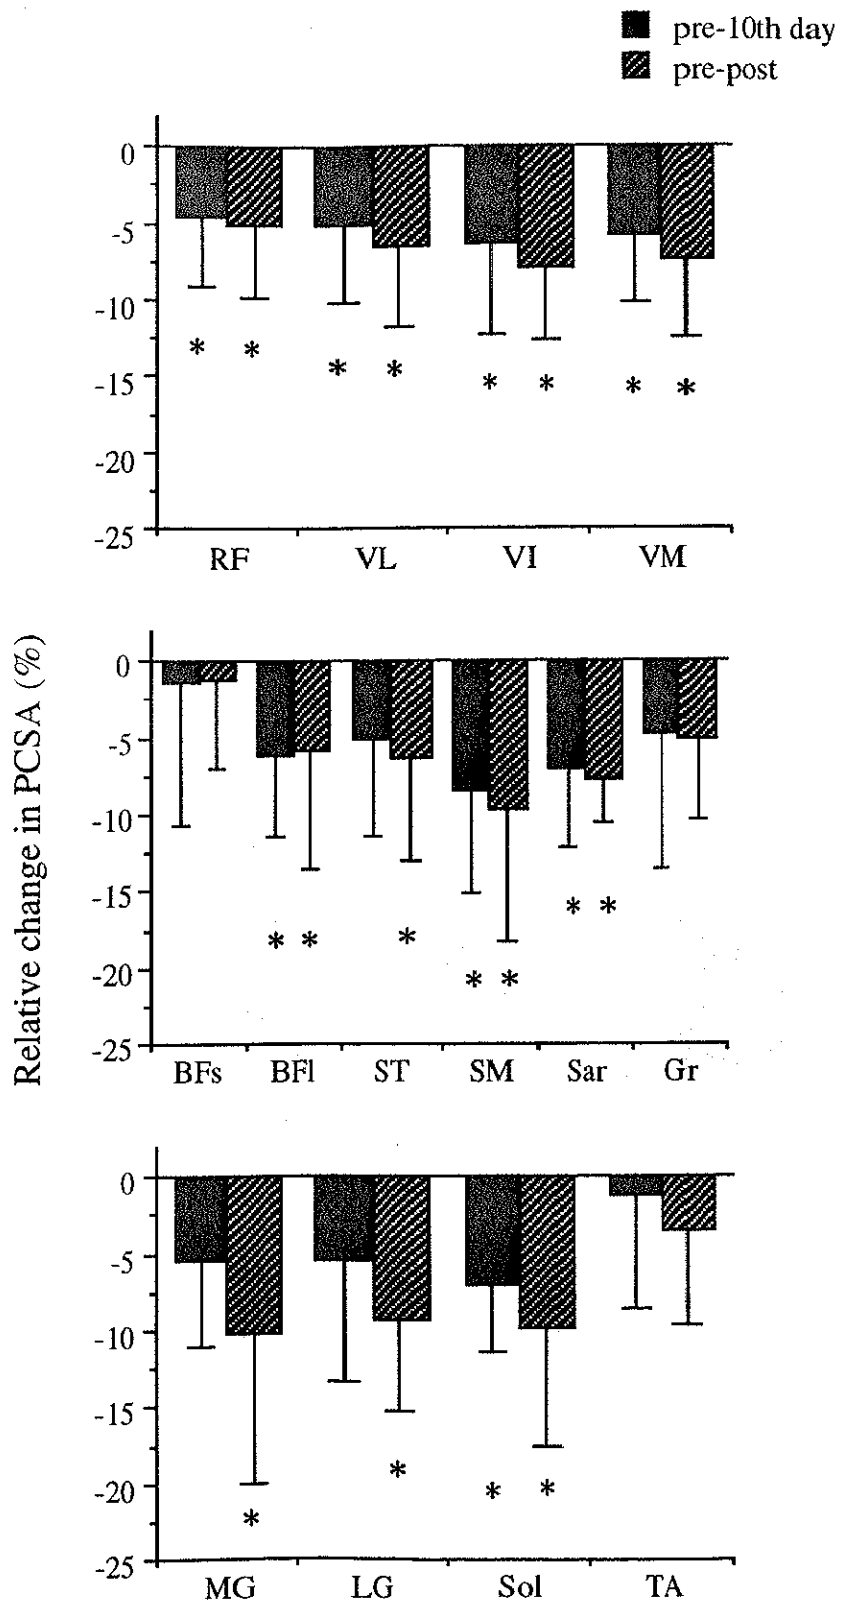 pre-10th day
pre-post
0
-5
-10
* * * * * * * *
-15
-20
-25
RF VL VI VM
Relative change in PCSA (%)
0
-5
-10
-15
* *
* * *
-20
* *
-25
BFs BFl ST SM Sar Gr
0
-5
-10
-15
*
-20
* * *
-25
MG LG Sol TA